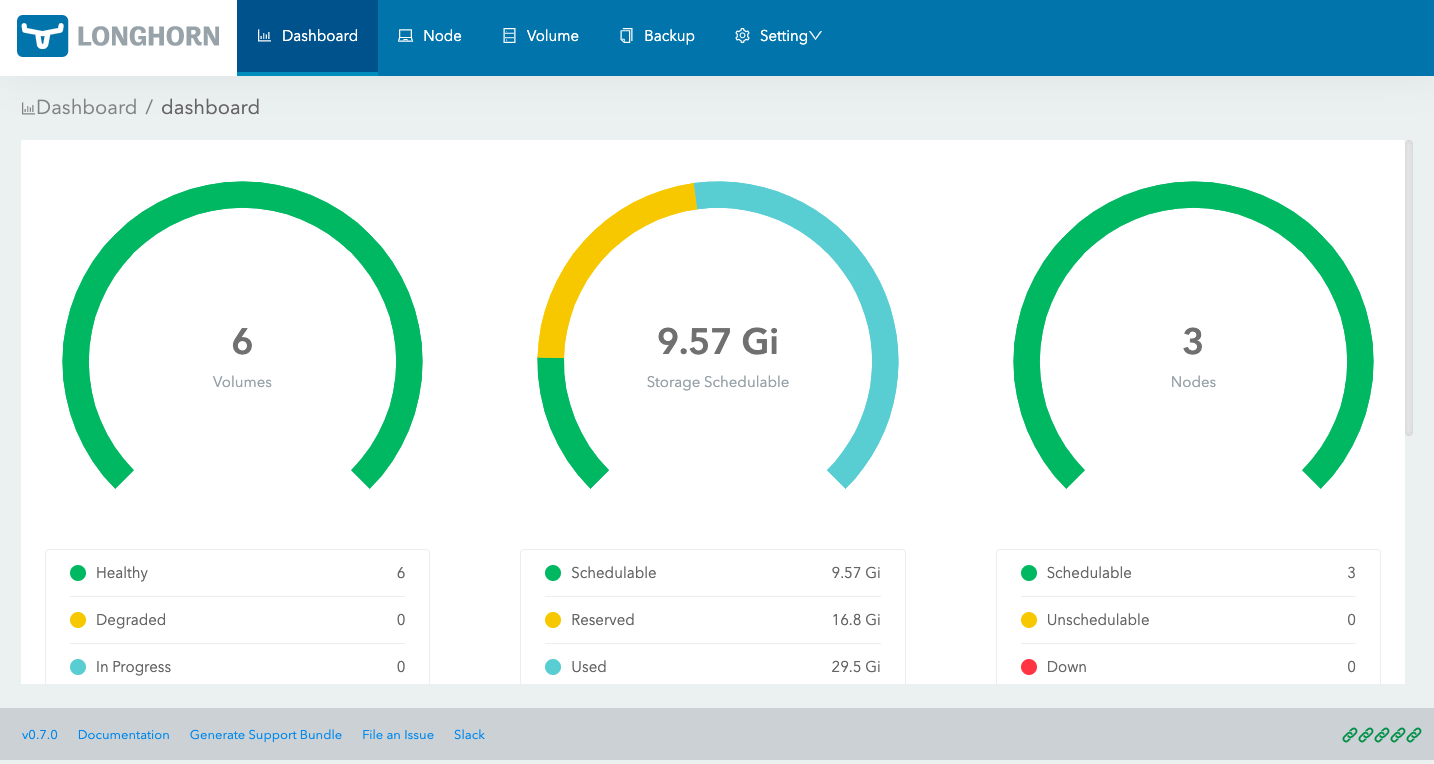 LONGHORN Dashboard Node Volume Backup Setting
Dashboard / dashboard
6
Volumes
9.57 Gi
Storage Schedulable
3
Nodes
Healthy 6
Degraded 0
In Progress 0
Schedulable 9.57 Gi
Reserved 16.8 Gi
Used 29.5 Gi
Schedulable 3
Unschedulable 0
Down 0
v0.7.0 Documentation Generate Support Bundle File an Issue Slack